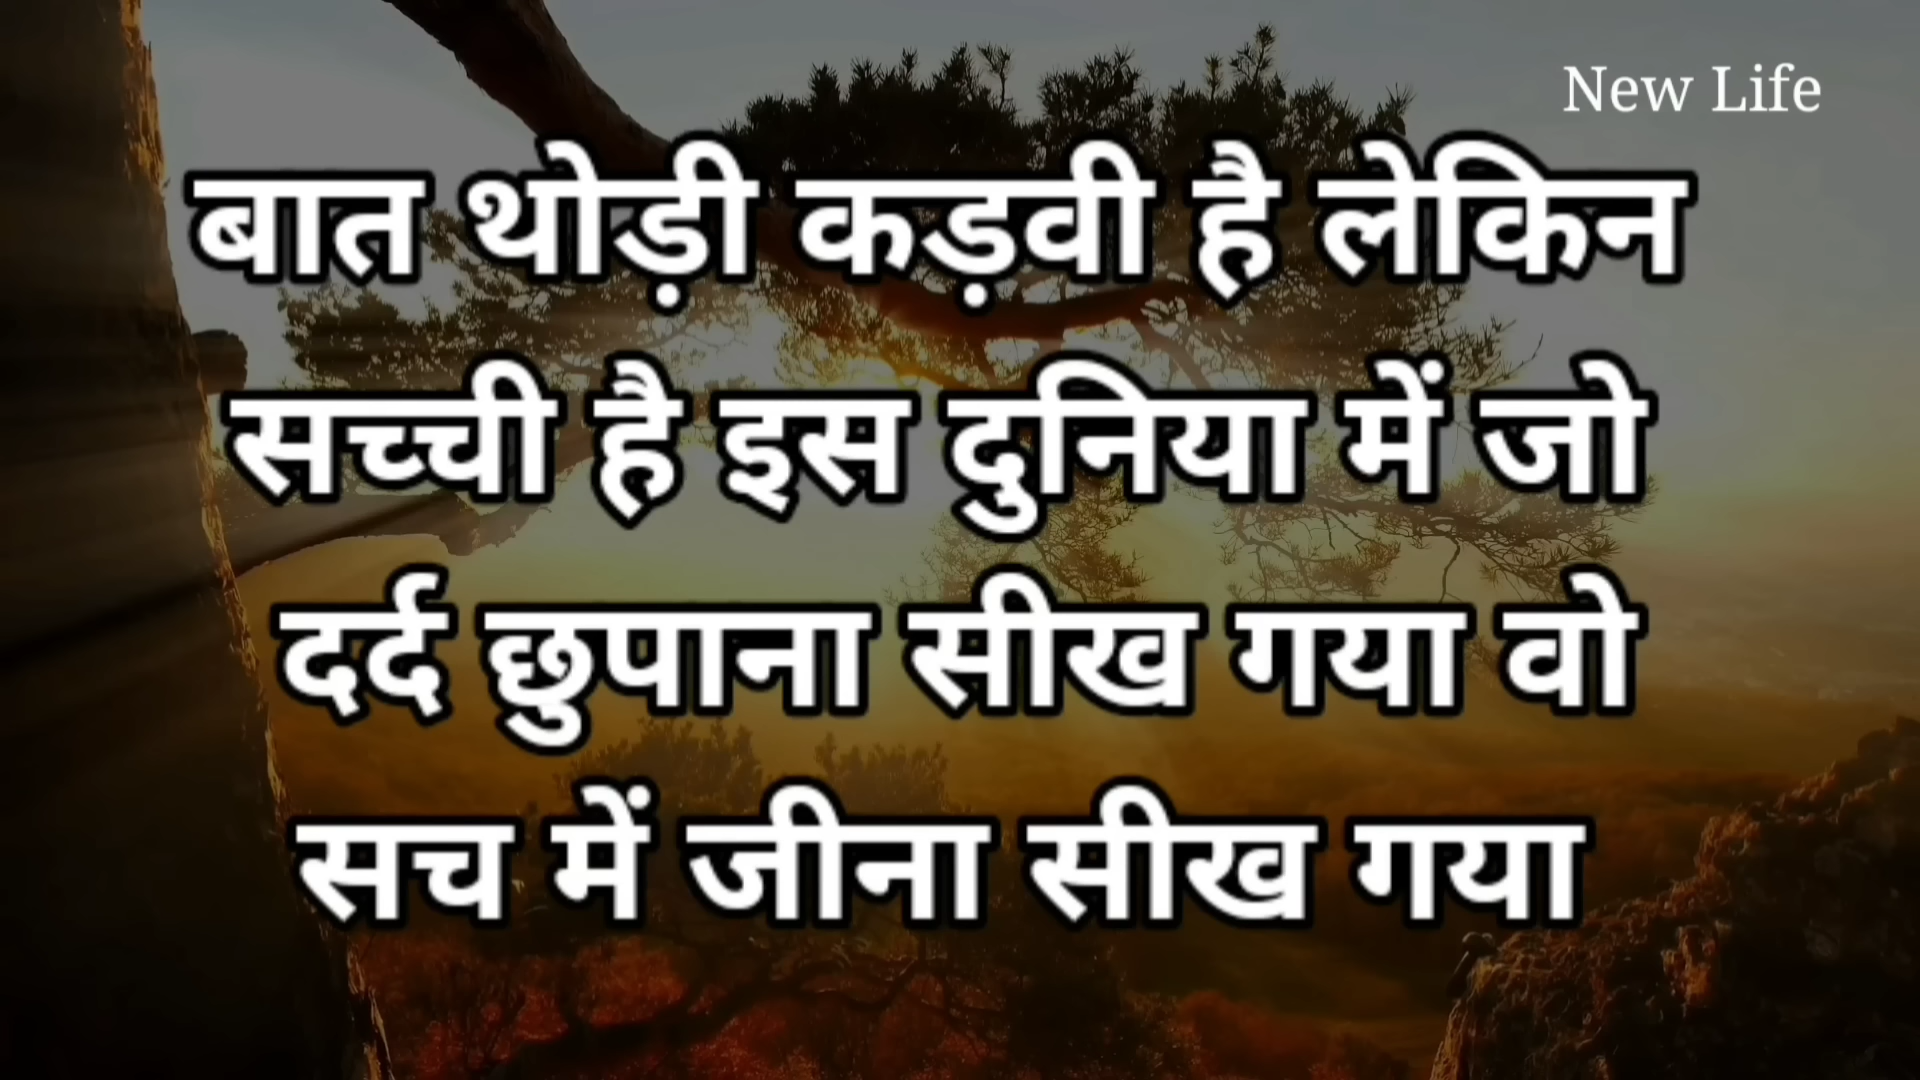 New Life
बात थोड़ी कड़वी है लेकिन
सच्ची है इस दुनिया में जो
दर्द छुपाना सीख गया वो
सच में जीना सीख गया